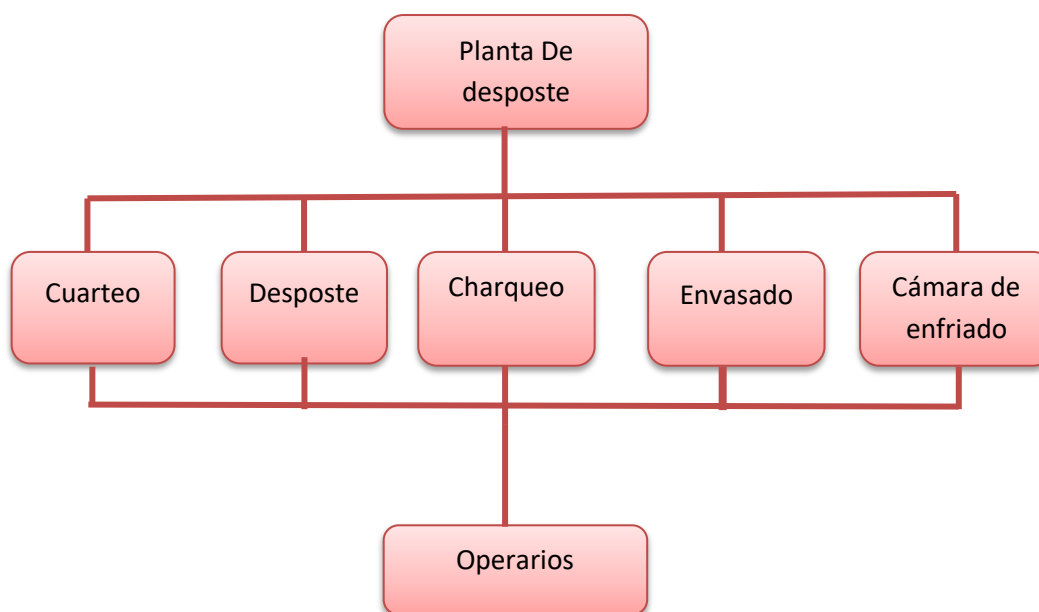 Planta De
desposte
Cuarteo
Desposte
Charqueo
Envasado
Cámara de
enfriado
Operarios